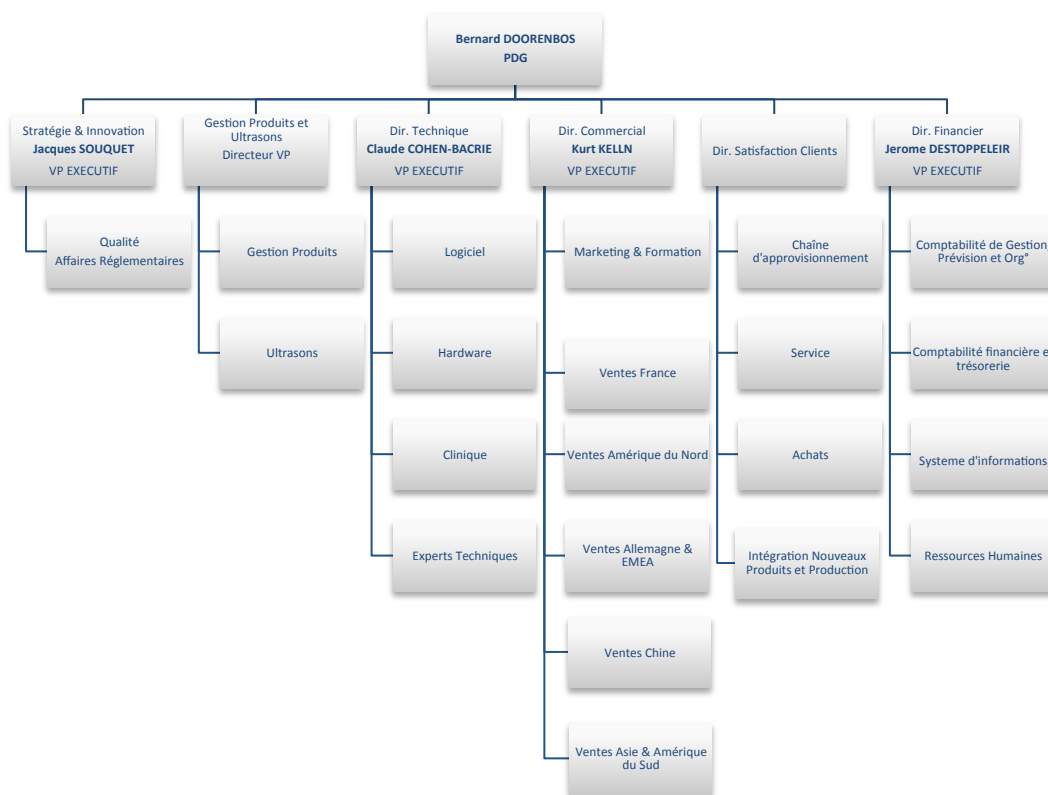 Bernard DOORENBOS
PDG
Stratégie & Innovation
Jacques SOUQUET
VP EXECUTIF
Gestion Produits et
Ultrasons
Directeur VP
Dir. Technique
Claude COHEN-BACRIE
VP EXECUTIF
Dir. Commercial
Kurt KELLN
VP EXECUTIF
Dir. Satisfaction Clients
Dir. Financier
Jerome DESTOPPELEIR
VP EXECUTIF
Qualité
Affaires Réglementaires
Gestion Produits
Ultrasons
Logiciel
Hardware
Clinique
Experts Techniques
Marketing & Formation
Ventes France
Ventes Amérique du Nord
Ventes Allemagne &
EMEA
Ventes Chine
Ventes Asie & Amérique
du Sud
Chaîne
d'approvisionnement
Service
Achats
Intégration Nouveaux
Produits et Production
Comptabilité de Gestion,
Prévision et Org°
Comptabilité financière et
trésorerie
Systeme d'informations
Ressources Humaines